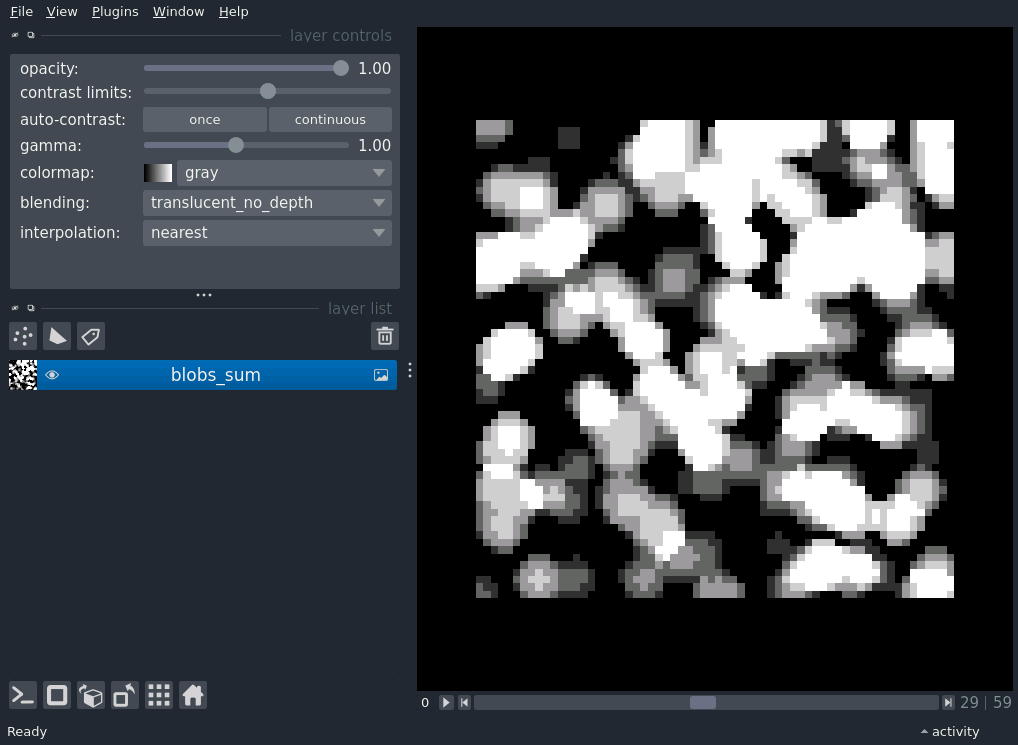 File View Plugins Window Help
layer controls
opacity: 1.00
contrast limits:
auto-contrast: once continuous
gamma: 1.00
colormap: gray
blending: translucent_no_depth
interpolation: nearest
layer list
blobs_sum
0 29 | 59
Ready activity